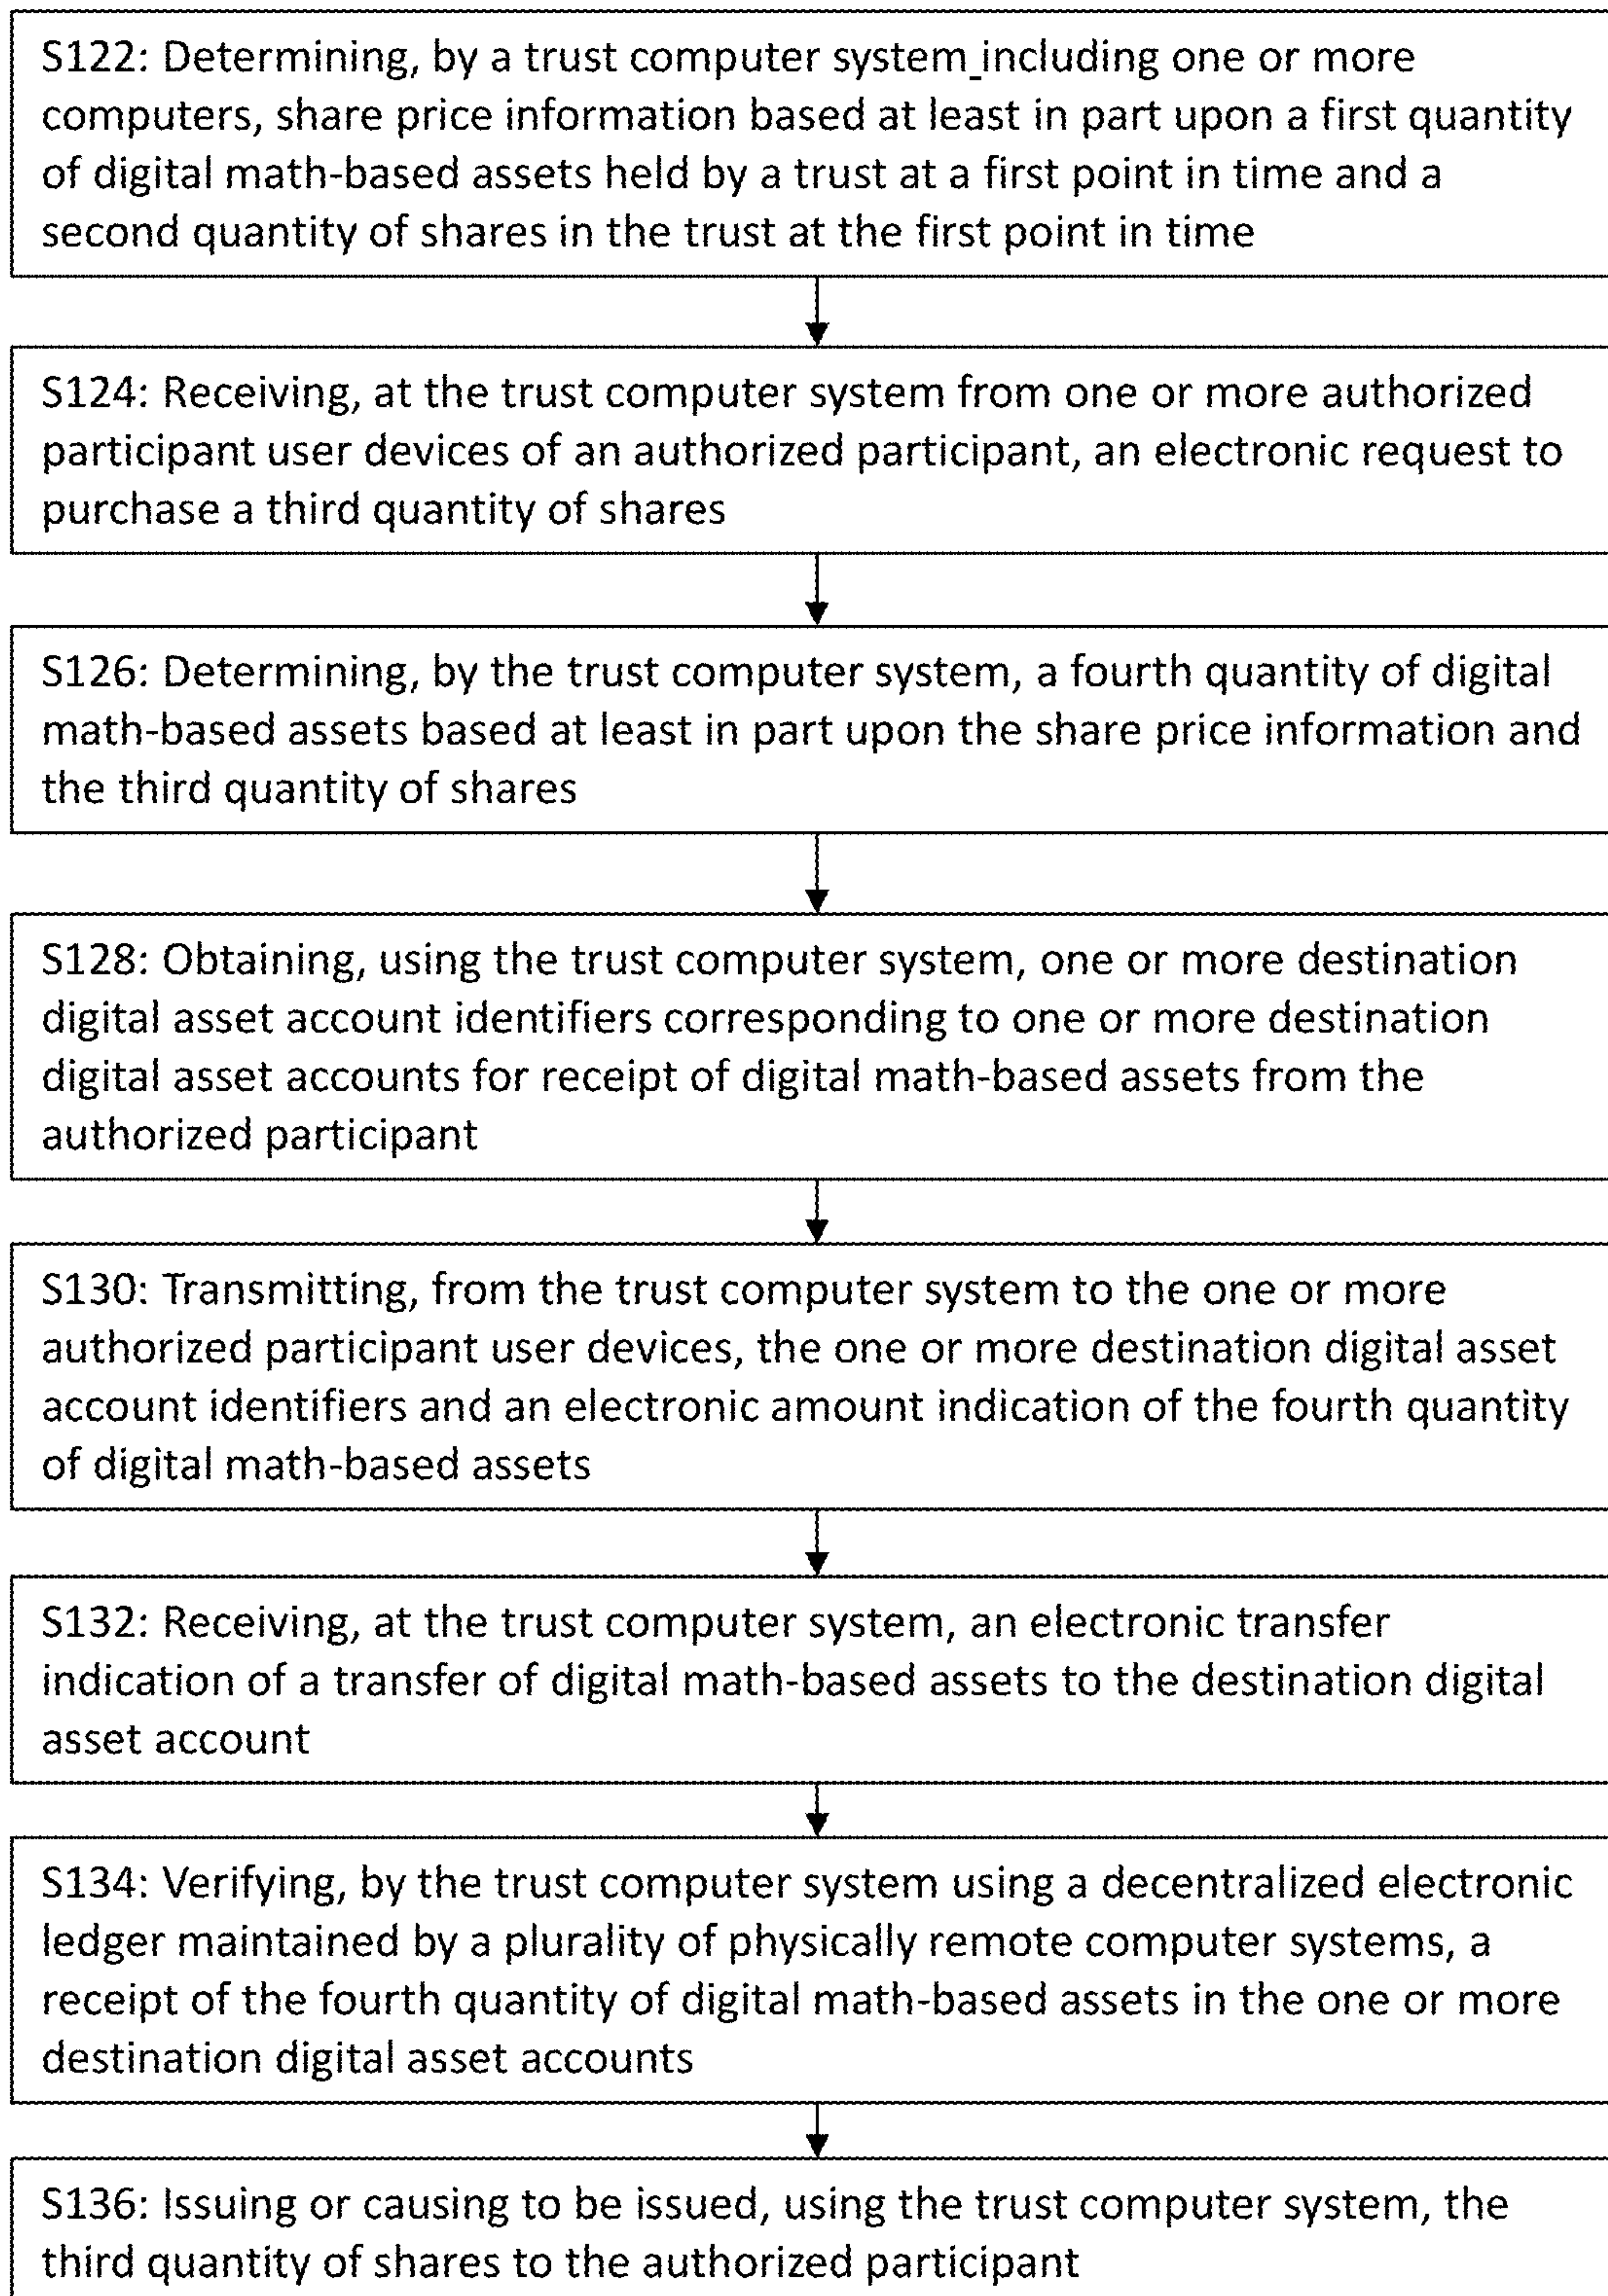 S122: Determining, by a trust computer system_including one or more
computers, share price information based at least in part upon a first quantity
of digital math-based assets held by a trust at a first point in time and a
second quantity of shares in the trust at the first point in time
S124: Receiving, at the trust computer system from one or more authorized
participant user devices of an authorized participant, an electronic request to
purchase a third quantity of shares
S126: Determining, by the trust computer system, a fourth quantity of digital
math-based assets based at least in part upon the share price information and
the third quantity of shares
S128: Obtaining, using the trust computer system, one or more destination
digital asset account identifiers corresponding to one or more destination
digital asset accounts for receipt of digital math-based assets from the
authorized participant
S130: Transmitting, from the trust computer system to the one or more
authorized participant user devices, the one or more destination digital asset
account identifiers and an electronic amount indication of the fourth quantity
of digital math-based assets
S132: Receiving, at the trust computer system, an electronic transfer
indication of a transfer of digital math-based assets to the destination digital
asset account
S134: Verifying, by the trust computer system using a decentralized electronic
ledger maintained by a plurality of physically remote computer systems, a
receipt of the fourth quantity of digital math-based assets in the one or more
destination digital asset accounts
S136: Issuing or causing to be issued, using the trust computer system, the
third quantity of shares to the authorized participant